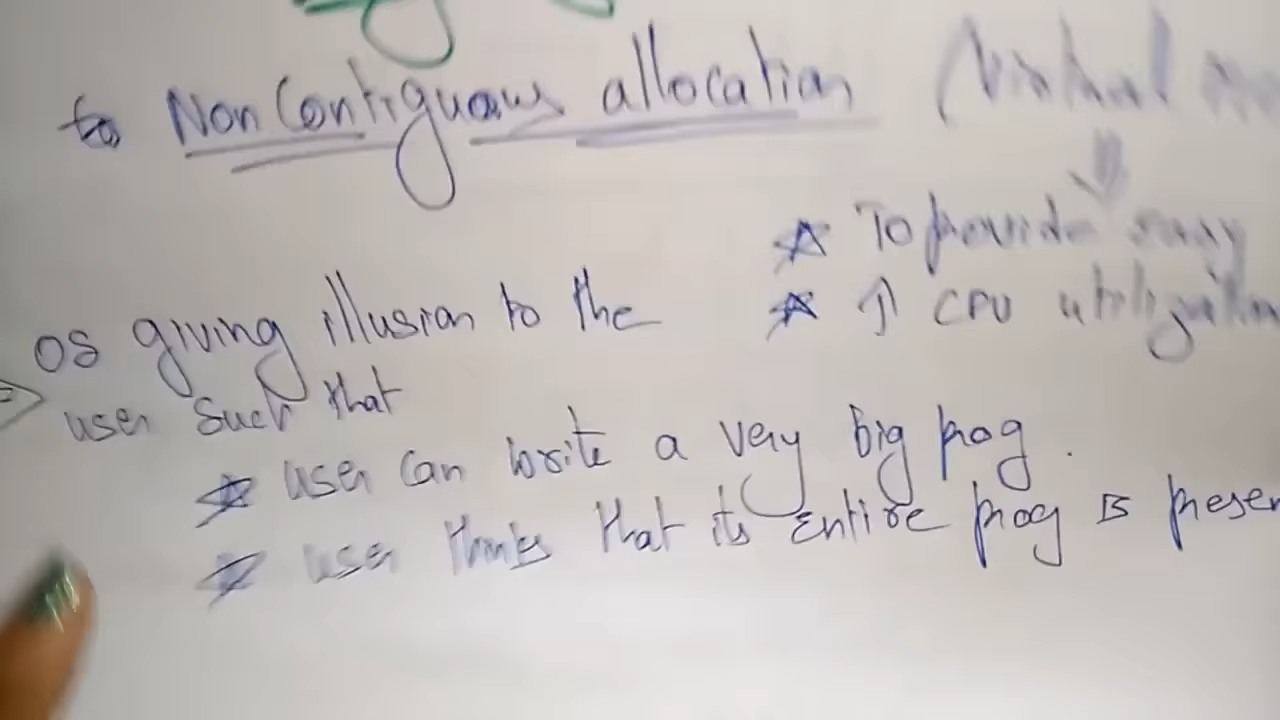 Non Contiguous allocation (Virtual
☆ To provide easy
☆ ⇑ CPU utilization
OS giving illusion to the
user such that
☆ user can write a very big prog.
☆ user thinks that its entire prog is presen